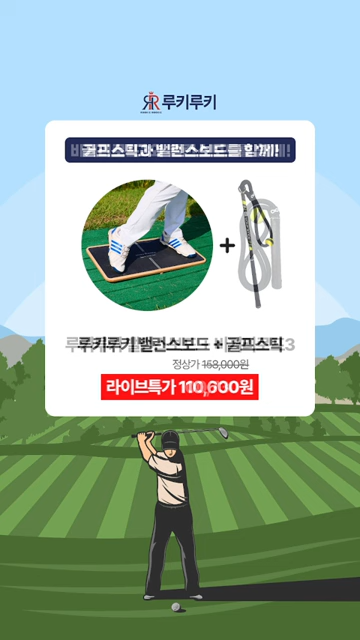 루키루키
골프스틱과 밸런스보드를 함께!
루키루키 밸런스보드 + 골프스틱
정상가 158,000원
라이브특가 110,600원